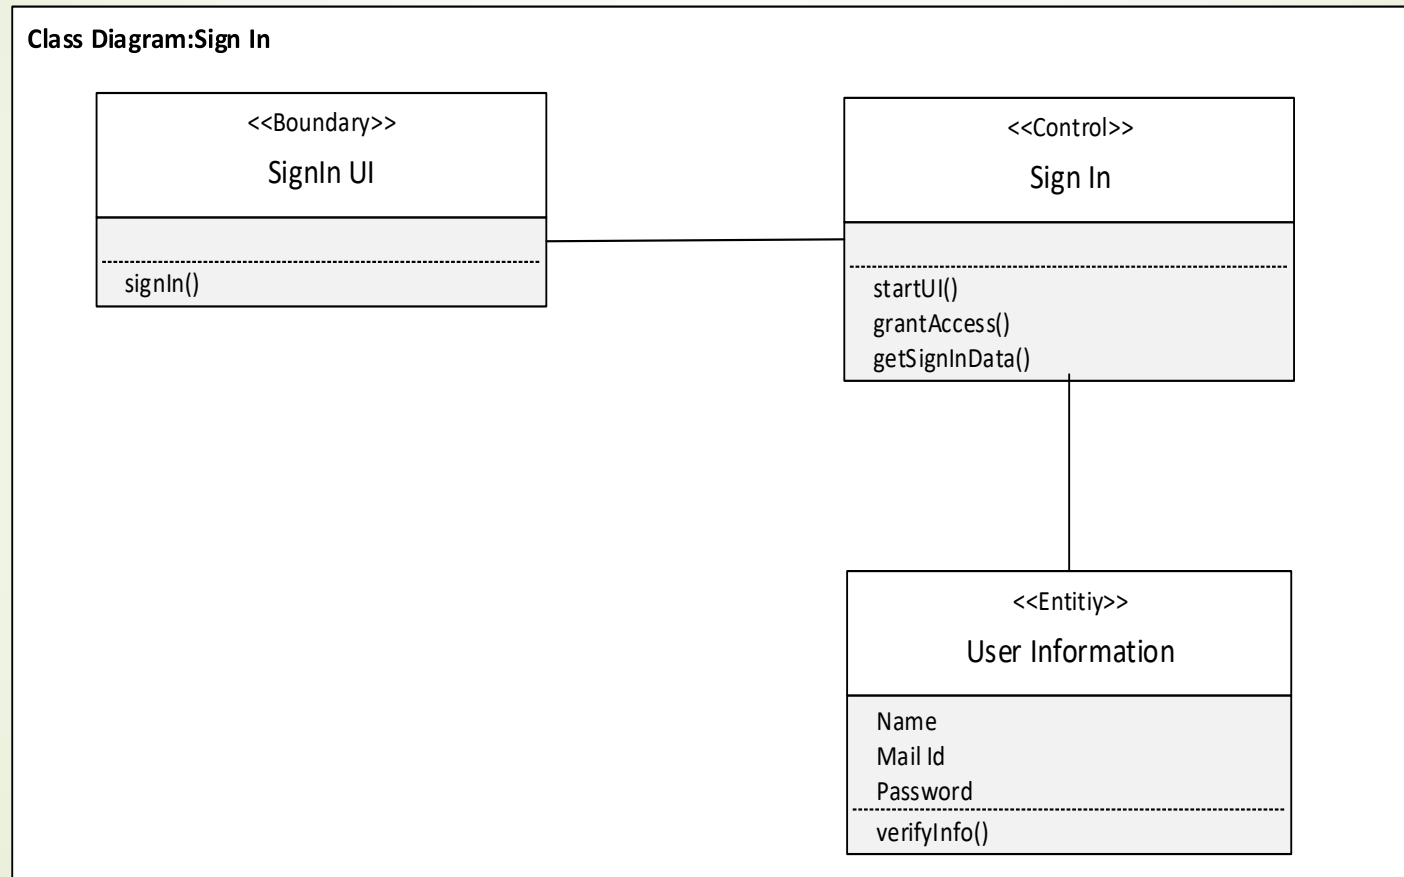 Class Diagram:Sign In
<<Boundary>>
SignIn UI
signIn()
<<Control>>
Sign In
startUI()
grantAccess()
getSignInData()
<<Entitiy>>
User Information
Name
Mail Id
Password
verifyInfo()